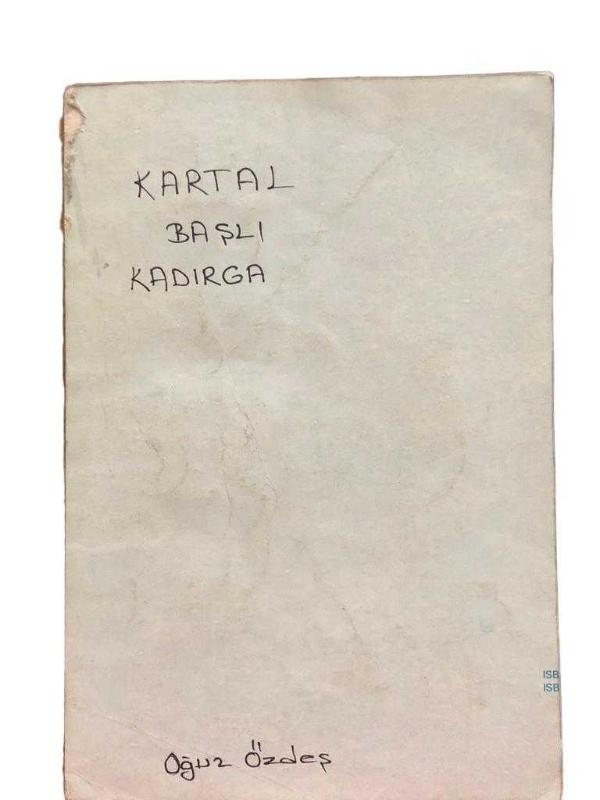 KARTAL
BAŞLI
KADIRGA
ISB
ISB
Oğuz Özdeş